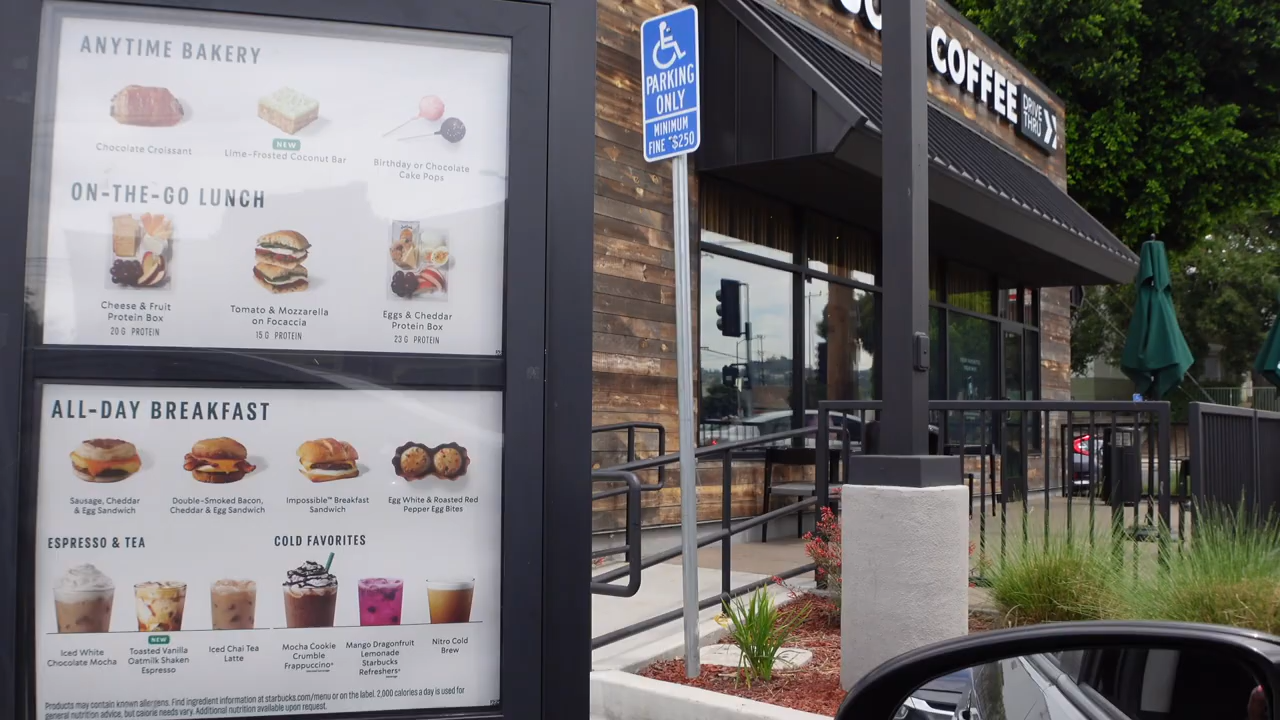 ANYTIME BAKERY
Chocolate Croissant
NEW
Lime-Frosted Coconut Bar
Birthday or Chocolate
Cake Pops
ON-THE-GO LUNCH
Cheese & Fruit
Protein Box
20 G PROTEIN
Tomato & Mozzarella
on Focaccia
15 G PROTEIN
Eggs & Cheddar
Protein Box
23 G PROTEIN
ALL-DAY BREAKFAST
Sausage, Cheddar
& Egg Sandwich
Double-Smoked Bacon,
Cheddar & Egg Sandwich
Impossible™ Breakfast
Sandwich
Egg White & Roasted Red
Pepper Egg Bites
ESPRESSO & TEA
COLD FAVORITES
Iced White
Chocolate Mocha
NEW
Toasted Vanilla
Oatmilk Shaken
Espresso
Iced Chai Tea
Latte
Mocha Cookie
Crumble
Frappuccino®
Mango Dragonfruit
Lemonade
Starbucks
Refreshers®
Nitro Cold
Brew
Products may contain known allergens. Find ingredient information at starbucks.com/menu or on the label. 2,000 calories a day is used for
general nutrition advice, but calorie needs vary. Additional nutrition available upon request.
PARKING
ONLY
MINIMUM
FINE $250
COFFEE
DRIVE
THRU